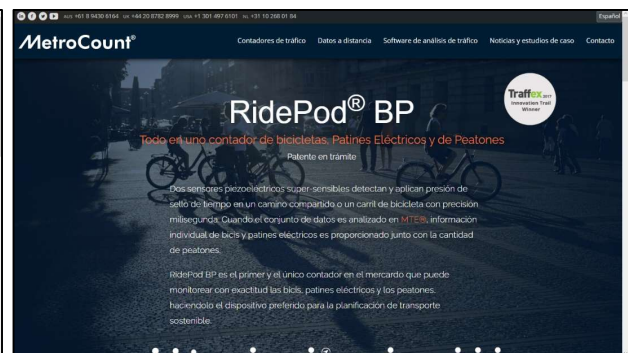 AUS +61 8 9430 6164 UK +44 20 8782 8999 USA +1 301 497 6101 NL +31 10 268 01 84 Español
MetroCount®
Contadores de tráfico Datos a distancia Software de análisis de tráfico Noticias y estudios de caso Contacto
Traffex 2017
Innovation Trail
Winner
RidePod® BP
Todo en uno contador de bicicletas, Patines Eléctricos y de Peatones
Patente en trámite
Dos sensores piezoeléctricos súper-sensibles detectan y aplican presión de
sello de tiempo en un camino compartido o un carril de bicicleta con precisión
milisegunda. Cuando el conjunto de datos es analizado en MTE®, información
individual de bicis y patines eléctricos es proporcionado junto con la cantidad
de peatones.
RidePod BP es el primer y el único contador en el mercardo que puede
monitorear con exactitud las bicis, patines eléctricos y los peatones,
haciendolo el dispositivo preferido para la planificación de transporte
sostenible.